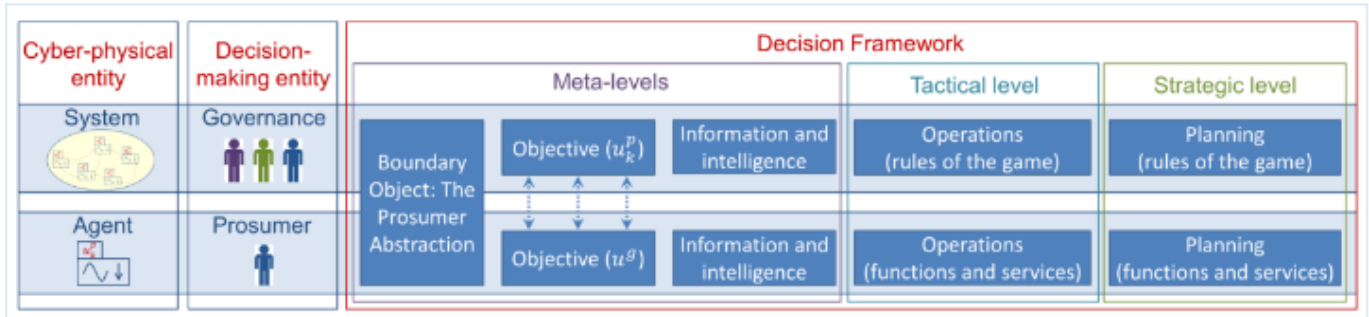 Cyber-physical
entity
Decision-
making entity
Decision Framework
Meta-levels
Tactical level
Strategic level
System
Governance
Boundary
Object: The
Prosumer
Abstraction
Objective (u_k^p)
Information and
intelligence
Operations
(rules of the game)
Planning
(rules of the game)
Agent
Prosumer
Objective (u^g)
Information and
intelligence
Operations
(functions and services)
Planning
(functions and services)